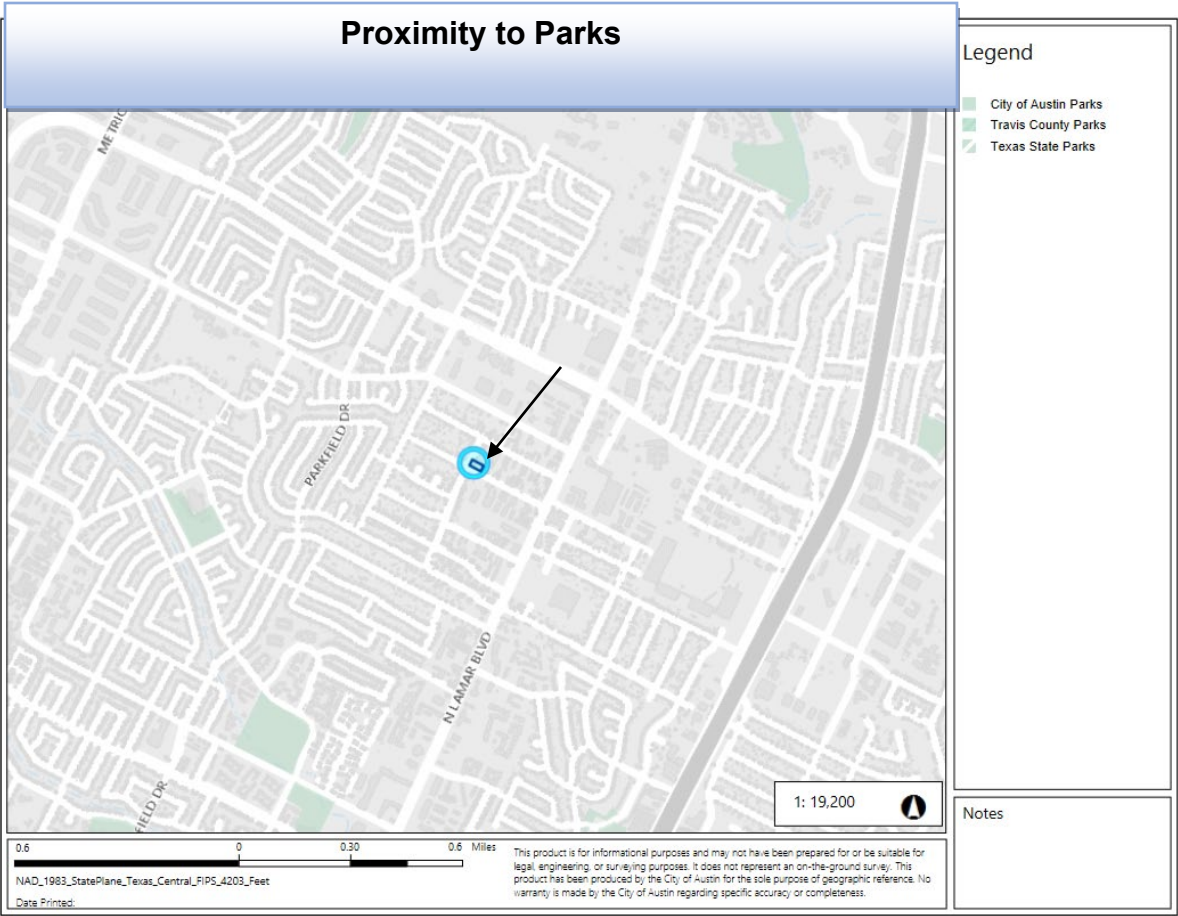 Proximity to Parks
Legend
City of Austin Parks
Travis County Parks
Texas State Parks
METRIC
PARKFIELD DR
N LAMAR BLVD
FIELD DR
1: 19,200
Notes
0.6 0 0.30 0.6 Miles
NAD_1983_StatePlane_Texas_Central_FIPS_4203_Feet
Date Printed:
This product is for informational purposes and may not have been prepared for or be suitable for
legal, engineering, or surveying purposes. It does not represent an on-the-ground survey. This
product has been produced by the City of Austin for the sole purpose of geographic reference. No
warranty is made by the City of Austin regarding specific accuracy or completeness.